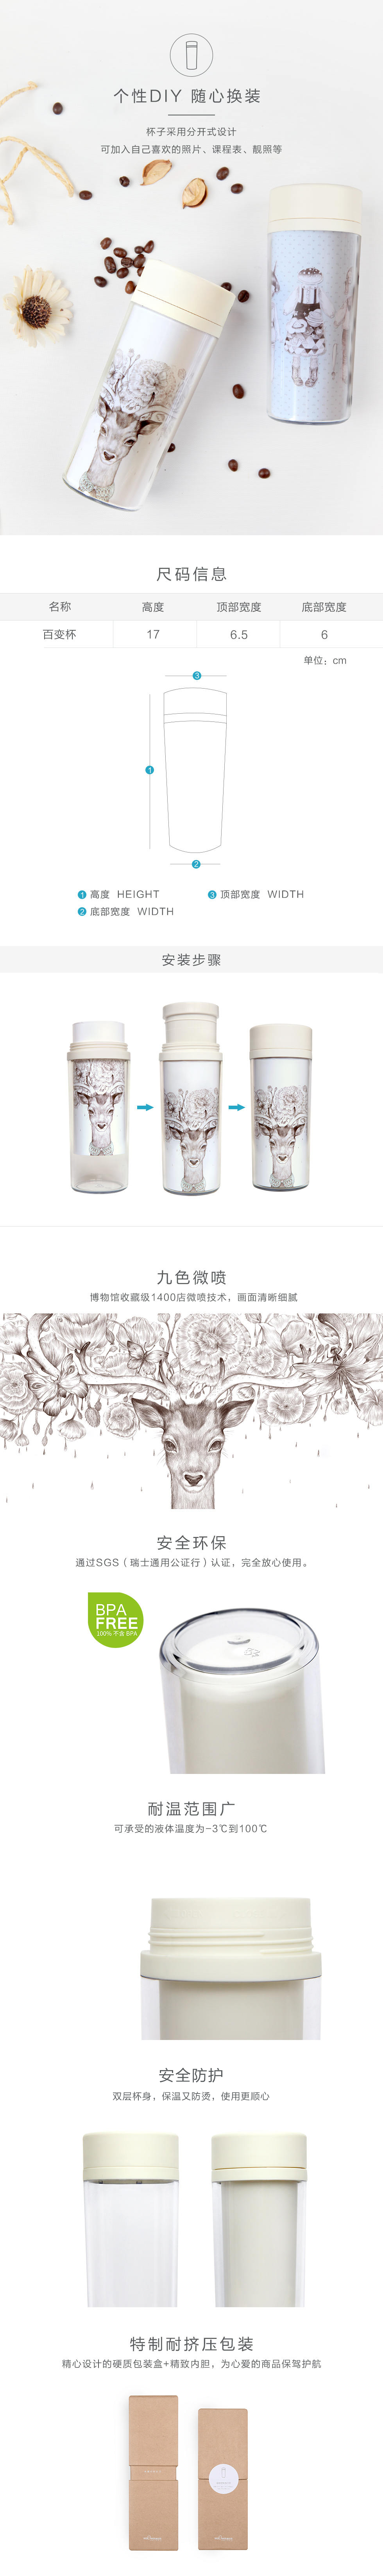 个性DIY 随心换装
杯子采用分开式设计
可加入自己喜欢的照片、课程表、靓照等
尺码信息
名称 高度 顶部宽度 底部宽度
百变杯 17 6.5 6
单位：cm
3
1
2
1 高度 HEIGHT 3 顶部宽度 WIDTH
2 底部宽度 WIDTH
安装步骤
九色微喷
博物馆收藏级1400店微喷技术，画面清晰细腻
安全环保
通过SGS（瑞士通用公证行）认证，完全放心使用。
BPA
FREE
100% 不含 BPA
耐温范围广
可承受的液体温度为-3℃到100℃
安全防护
双层杯身，保温又防烫，使用更顺心
特制耐挤压包装
精心设计的硬质包装盒+精致内胆，为心爱的商品保驾护航